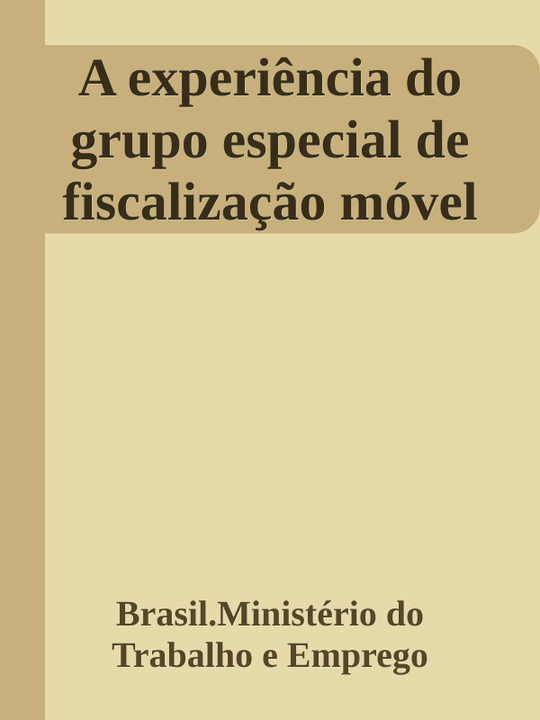 A experiência do
grupo especial de
fiscalização móvel
Brasil.Ministério do
Trabalho e Emprego